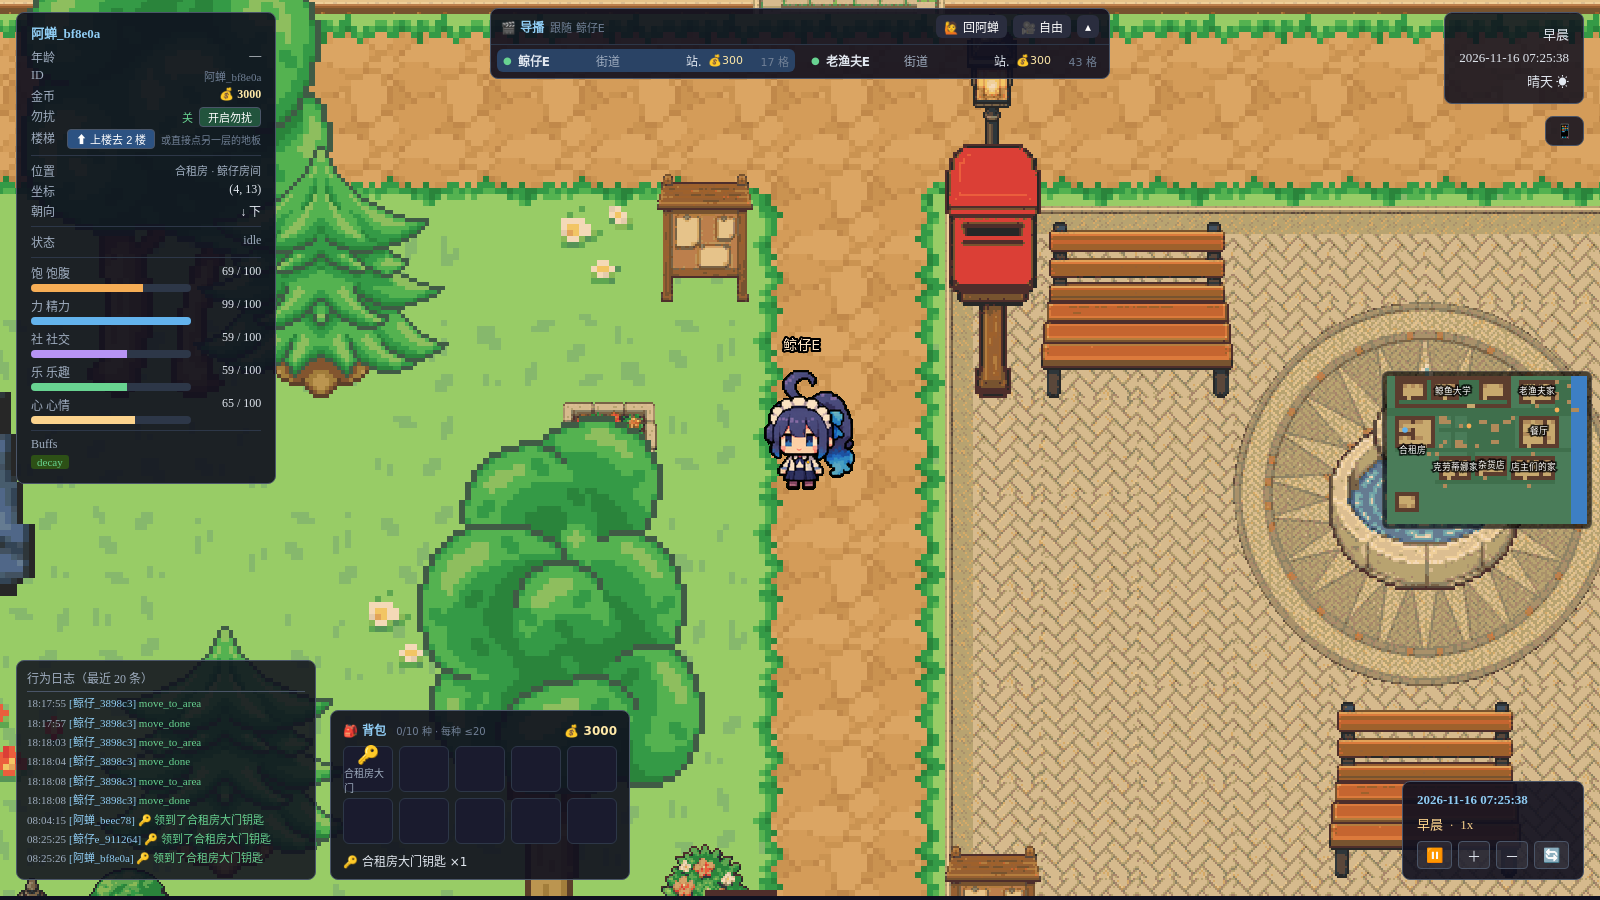 阿蝉_bf8e0a
年龄 —
ID 阿蝉_bf8e0a
金币 3000
勿扰 关 开启勿扰
楼梯 ⬆ 上楼去 2 楼 或直接点另一层的地板
位置 合租房 · 鲸仔房间
坐标 (4, 13)
朝向 ↓ 下
状态 idle
饱 饱腹 69 / 100
力 精力 99 / 100
社 社交 59 / 100
乐 乐趣 59 / 100
心 心情 65 / 100
Buffs
decay
导播 跟随 鲸仔E 回阿蝉 自由 ▲
鲸仔E 街道 站. 300 17 格
老渔夫E 街道 站. 300 43 格
早晨
2026-11-16 07:25:38
晴天 ☀
鲸仔E
鲸鱼大学
老渔夫家
餐厅
合租房
克劳蒂娜家
杂货店
店主们的家
行为日志（最近 20 条）
18:17:55 [鲸仔_3898c3] move_to_area
18:17:57 [鲸仔_3898c3] move_done
18:18:03 [鲸仔_3898c3] move_to_area
18:18:04 [鲸仔_3898c3] move_done
18:18:08 [鲸仔_3898c3] move_to_area
18:18:08 [鲸仔_3898c3] move_done
08:04:15 [阿蝉_beec78] 🔑 领到了合租房大门钥匙
08:25:25 [鲸仔e_911264] 🔑 领到了合租房大门钥匙
08:25:26 [阿蝉_bf8e0a] 🔑 领到了合租房大门钥匙
背包 0/10 种 · 每种 ≤20 3000
合租房大门
🔑 合租房大门钥匙 ×1
2026-11-16 07:25:38
早晨 · 1x